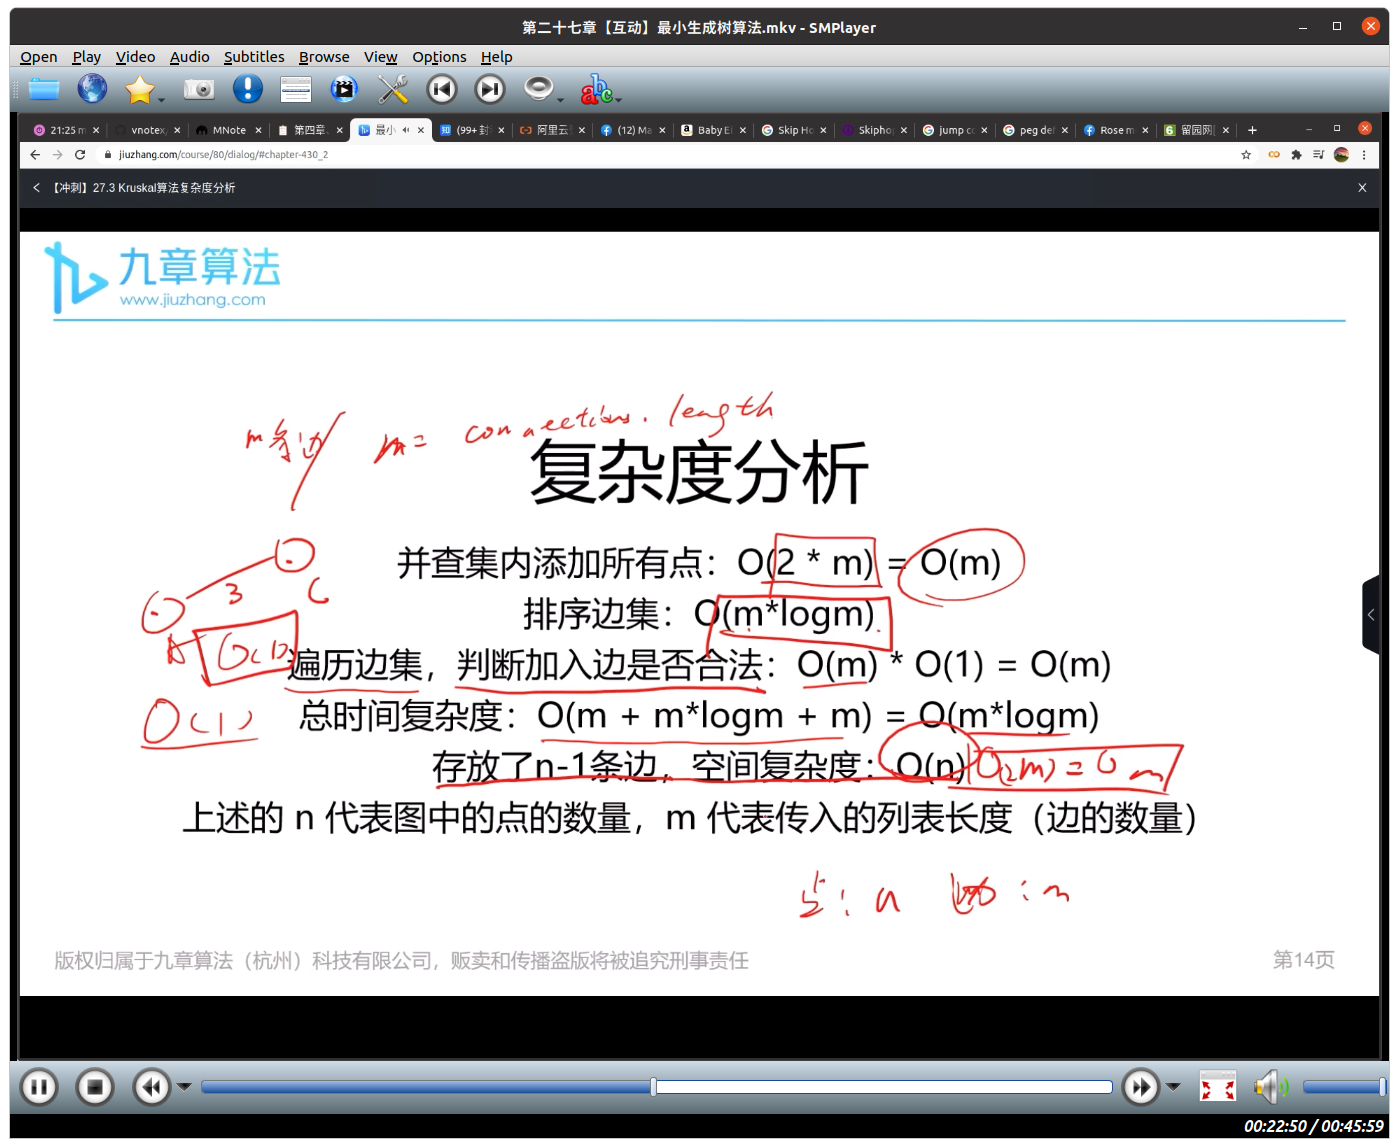 第二十七章【互动】最小生成树算法.mkv - SMPlayer
Open Play Video Audio Subtitles Browse View Options Help
abc
21:25 m vnotex, MNote 第四章、 最小 (99+ 封 阿里云 (12) Ma Baby Ei Skip Ho Skipho jump co peg del Rose m 留园网
jiuzhang.com/course/80/dialog/#chapter-430_2
【冲刺】27.3 Kruskal算法复杂度分析
九章算法
www.jiuzhang.com
m条边 m= connections.length
复杂度分析
并查集内添加所有点：O(2 * m) = O(m)
排序边集：O(m*logm)
3 C
A O(1)
遍历边集，判断加入边是否合法：O(m) * O(1) = O(m)
O(1) 总时间复杂度：O(m + m*logm + m) = O(m*logm)
存放了n-1条边，空间复杂度：O(n) O(2m) = O m
上述的 n 代表图中的点的数量，m 代表传入的列表长度（边的数量）
点: n : m
版权归属于九章算法（杭州）科技有限公司，贩卖和传播盗版将被追究刑事责任 第14页
00:22:50 / 00:45:59